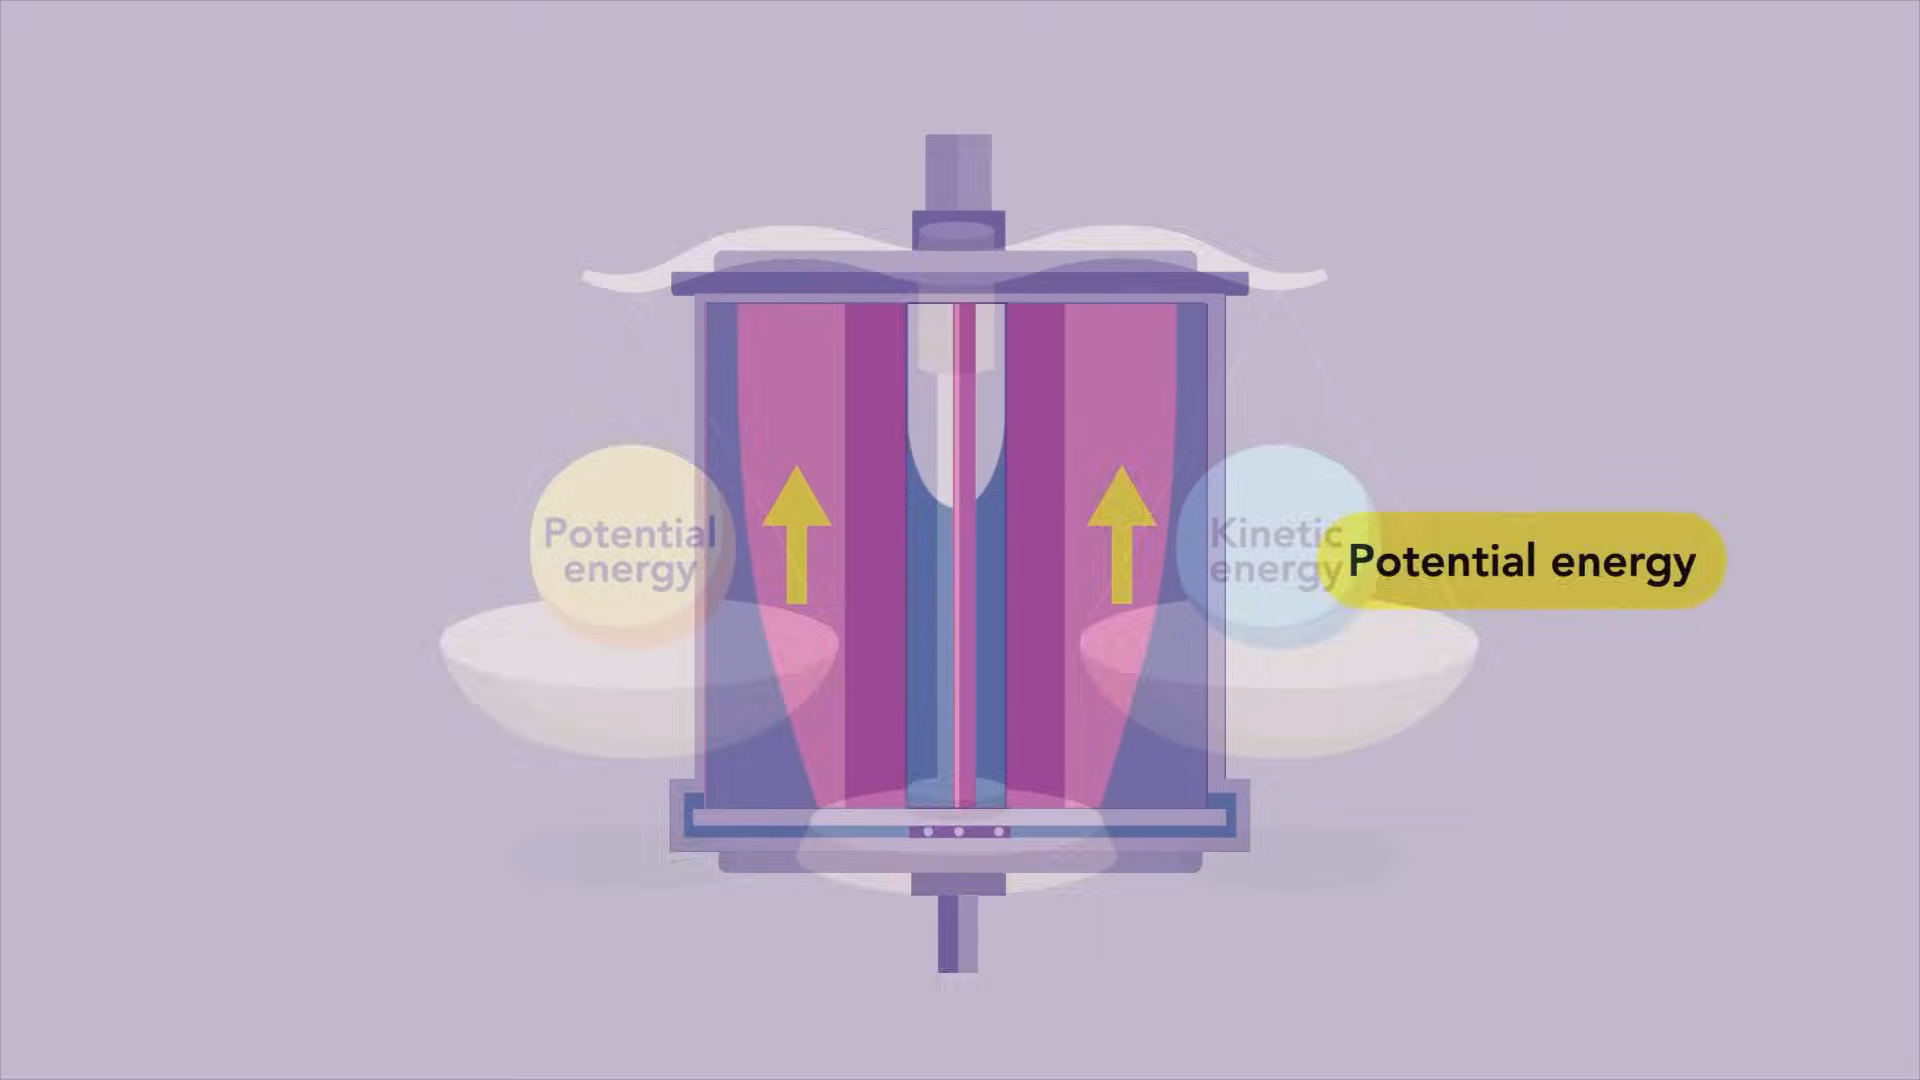 Potential
energy
Kinetic
energy
Potential energy